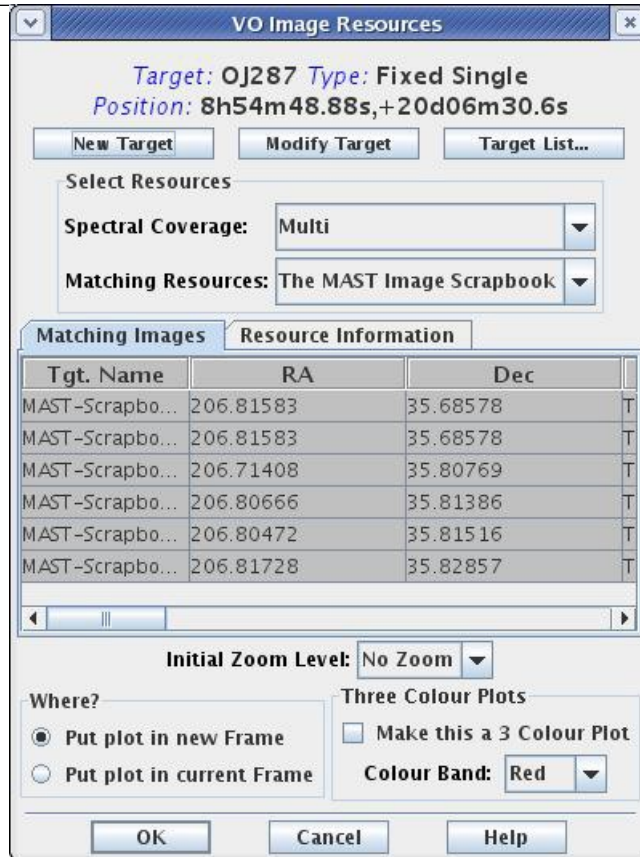 VO Image Resources
Target: OJ287 Type: Fixed Single
Position: 8h54m48.88s,+20d06m30.6s
New Target Modify Target Target List...
Select Resources
Spectral Coverage: Multi
Matching Resources: The MAST Image Scrapbook
Matching Images Resource Information
Tgt. Name RA Dec
MAST-Scrapbo... 206.81583 35.68578 T
MAST-Scrapbo... 206.81583 35.68578 T
MAST-Scrapbo... 206.71408 35.80769 T
MAST-Scrapbo... 206.80666 35.81386 T
MAST-Scrapbo... 206.80472 35.81516 T
MAST-Scrapbo... 206.81728 35.82857 T
Initial Zoom Level: No Zoom
Where?
Put plot in new Frame
Put plot in current Frame
Three Colour Plots
Make this a 3 Colour Plot
Colour Band: Red
OK Cancel Help